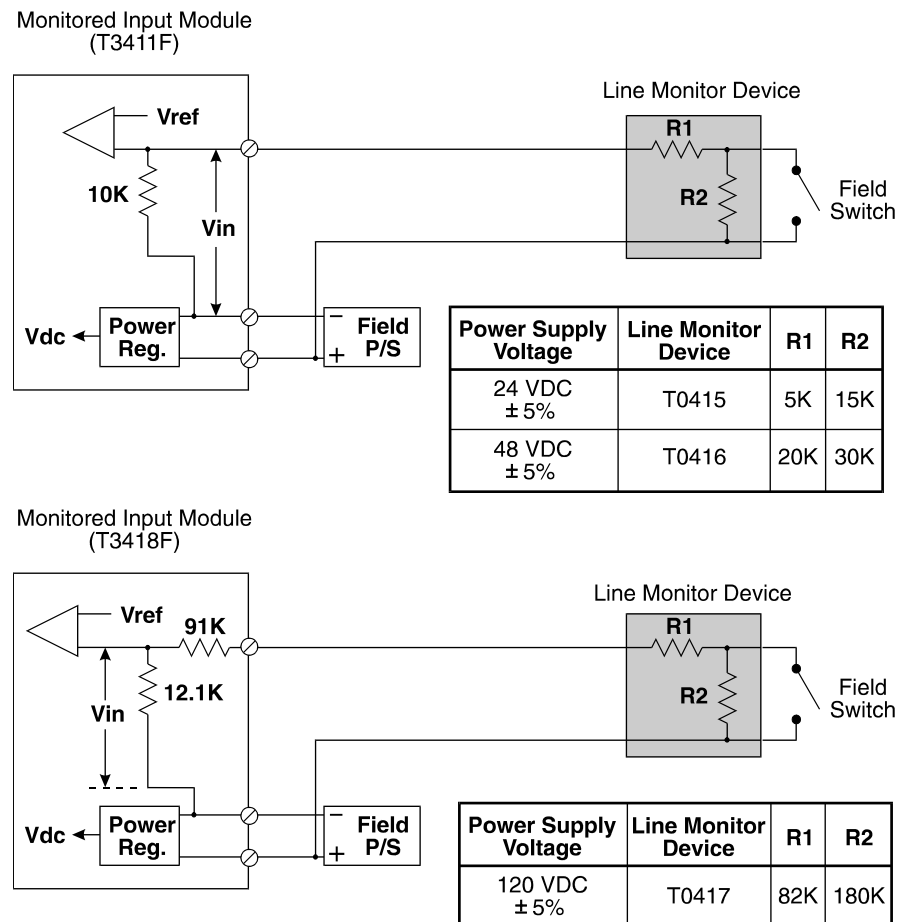 Monitored Input Module
(T3411F)
Vref
10K
Vin
Vdc
Power
Reg.
−
+
Field
P/S
Line Monitor Device
R1
R2
Field
Switch
Power Supply Voltage Line Monitor Device R1 R2
24 VDC ± 5% T0415 5K 15K
48 VDC ± 5% T0416 20K 30K
Monitored Input Module
(T3418F)
Vref
91K
12.1K
Vin
Vdc
Power
Reg.
−
+
Field
P/S
Line Monitor Device
R1
R2
Field
Switch
Power Supply Voltage Line Monitor Device R1 R2
120 VDC ± 5% T0417 82K 180K